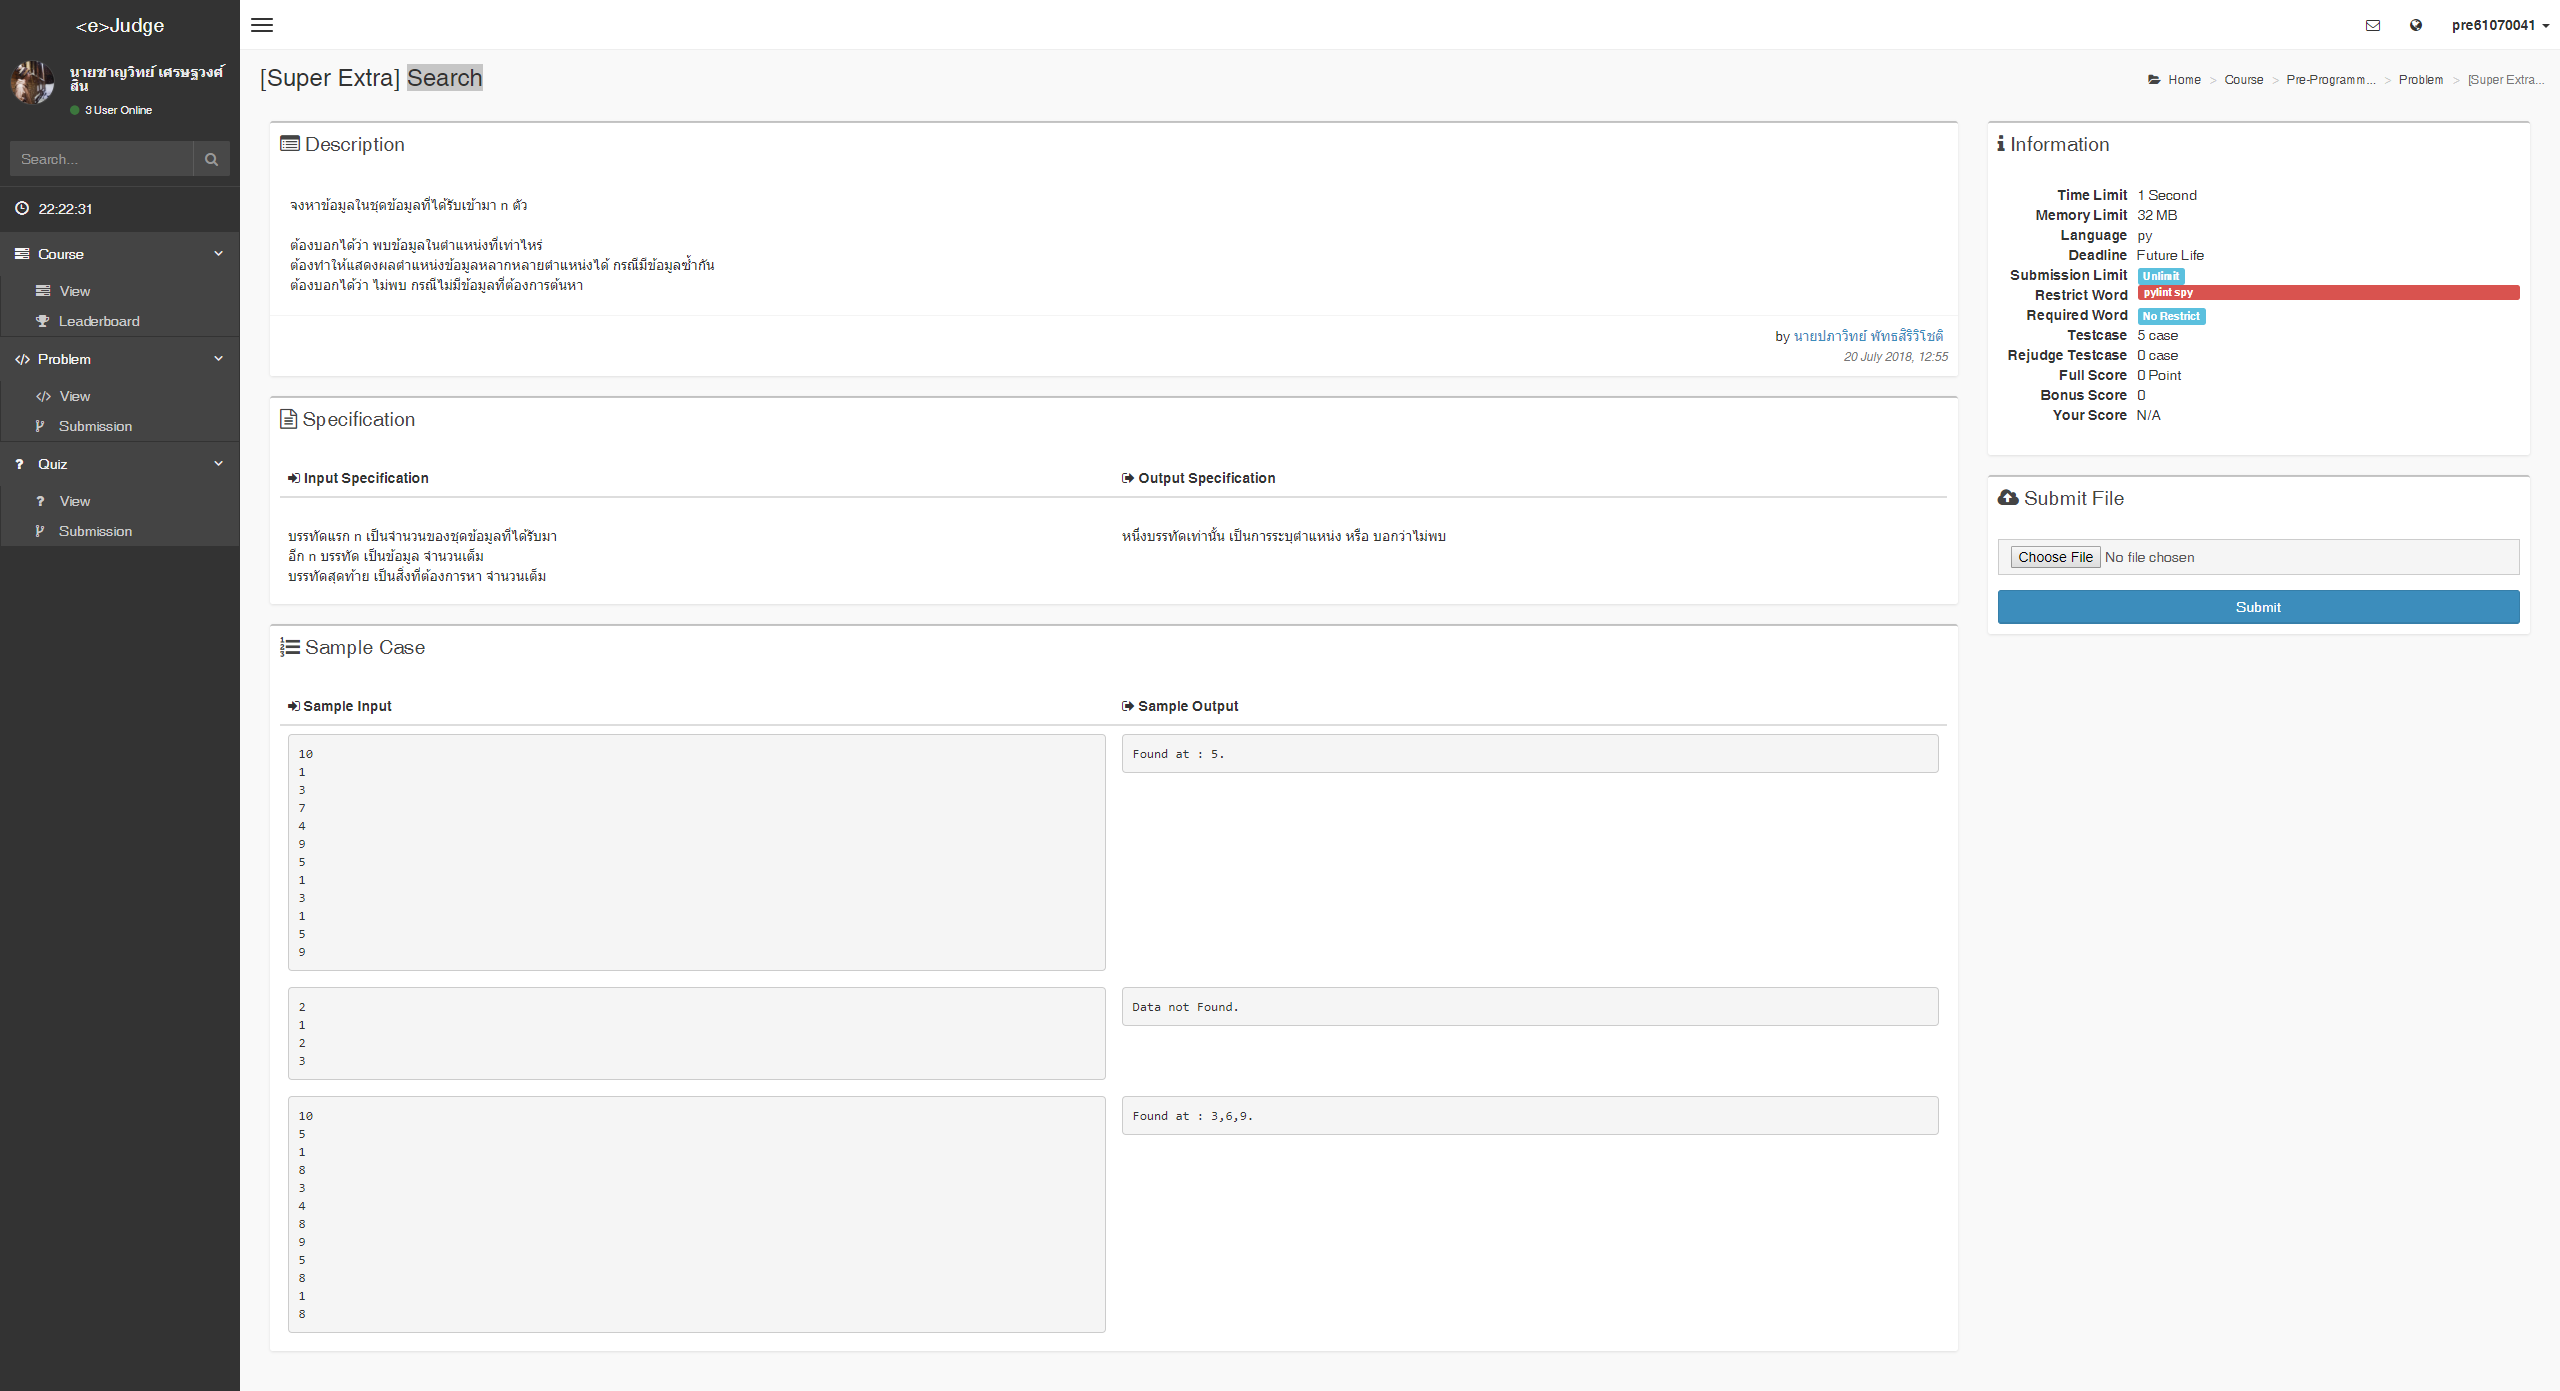 <e>Judge
pre61070041
นายชาญวิทย์ เศรษฐวงศ์
สิน
3 User Online
Search...
22:22:31
Course
View
Leaderboard
Problem
View
Submission
Quiz
View
Submission
[Super Extra] Search
Home > Course > Pre-Programm... > Problem > [Super Extra...
Description
จงหาข้อมูลในชุดข้อมูลที่ได้รับเข้ามา n ตัว
ต้องบอกได้ว่า พบข้อมูลในตำแหน่งที่เท่าไหร่
ต้องทำให้แสดงผลตำแหน่งข้อมูลหลากหลายตำแหน่งได้ กรณีมีข้อมูลซ้ำกัน
ต้องบอกได้ว่า ไม่พบ กรณีไม่มีข้อมูลที่ต้องการค้นหา
by นายปภาวิทย์ พัทธสิริวิโชติ
20 July 2018, 12:55
Specification
Input Specification
Output Specification
บรรทัดแรก n เป็นจำนวนของชุดข้อมูลที่ได้รับมา
อีก n บรรทัด เป็นข้อมูล จำนวนเต็ม
บรรทัดสุดท้าย เป็นสิ่งที่ต้องการหา จำนวนเต็ม
หนึ่งบรรทัดเท่านั้น เป็นการระบุตำแหน่ง หรือ บอกว่าไม่พบ
Sample Case
Sample Input
Sample Output
10
1
3
7
4
9
5
1
3
1
5
9
Found at : 5.
2
1
2
3
Data not Found.
10
5
1
8
3
4
8
9
5
8
1
8
Found at : 3,6,9.
Information
Time Limit 1 Second
Memory Limit 32 MB
Language py
Deadline Future Life
Submission Limit Unlimit
Restrict Word pylint spy
Required Word No Restrict
Testcase 5 case
Rejudge Testcase 0 case
Full Score 0 Point
Bonus Score 0
Your Score N/A
Submit File
Choose File No file chosen
Submit